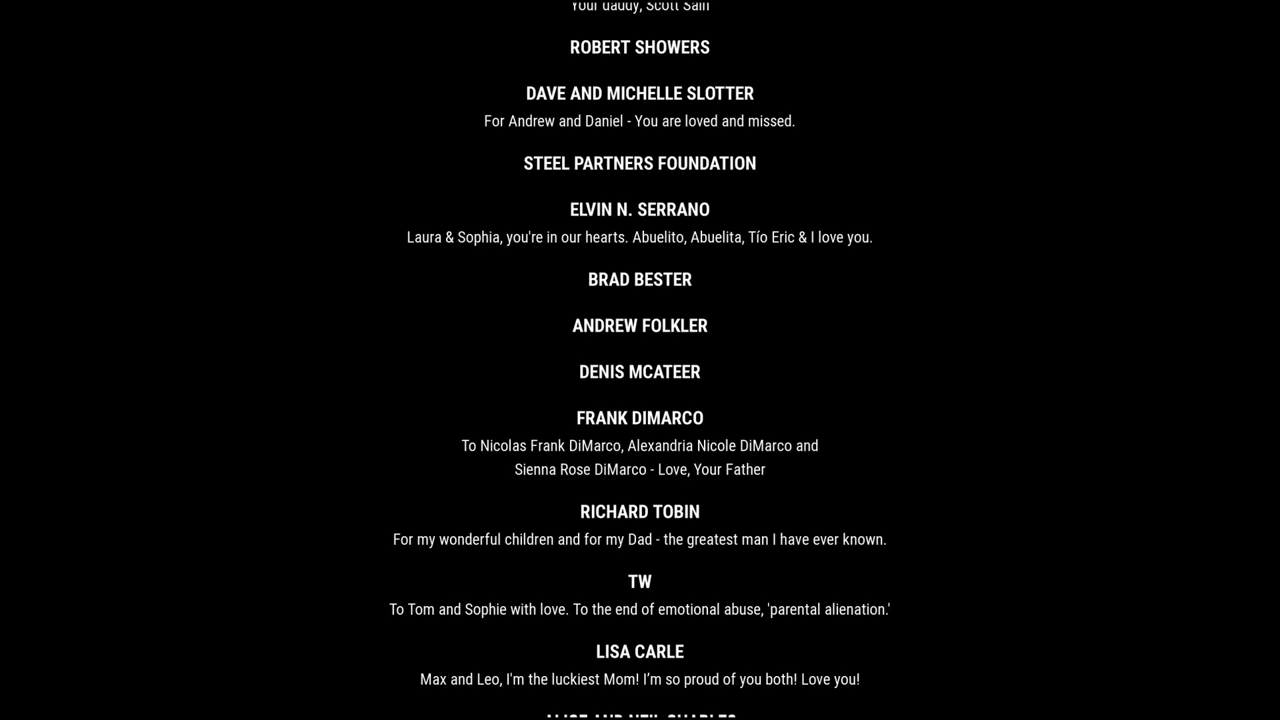 Your daddy, Scott Sain
ROBERT SHOWERS
DAVE AND MICHELLE SLOTTER
For Andrew and Daniel - You are loved and missed.
STEEL PARTNERS FOUNDATION
ELVIN N. SERRANO
Laura & Sophia, you're in our hearts. Abuelito, Abuelita, Tío Eric & I love you.
BRAD BESTER
ANDREW FOLKLER
DENIS MCATEER
FRANK DIMARCO
To Nicolas Frank DiMarco, Alexandria Nicole DiMarco and
Sienna Rose DiMarco - Love, Your Father
RICHARD TOBIN
For my wonderful children and for my Dad - the greatest man I have ever known.
TW
To Tom and Sophie with love. To the end of emotional abuse, 'parental alienation.'
LISA CARLE
Max and Leo, I'm the luckiest Mom! I’m so proud of you both! Love you!